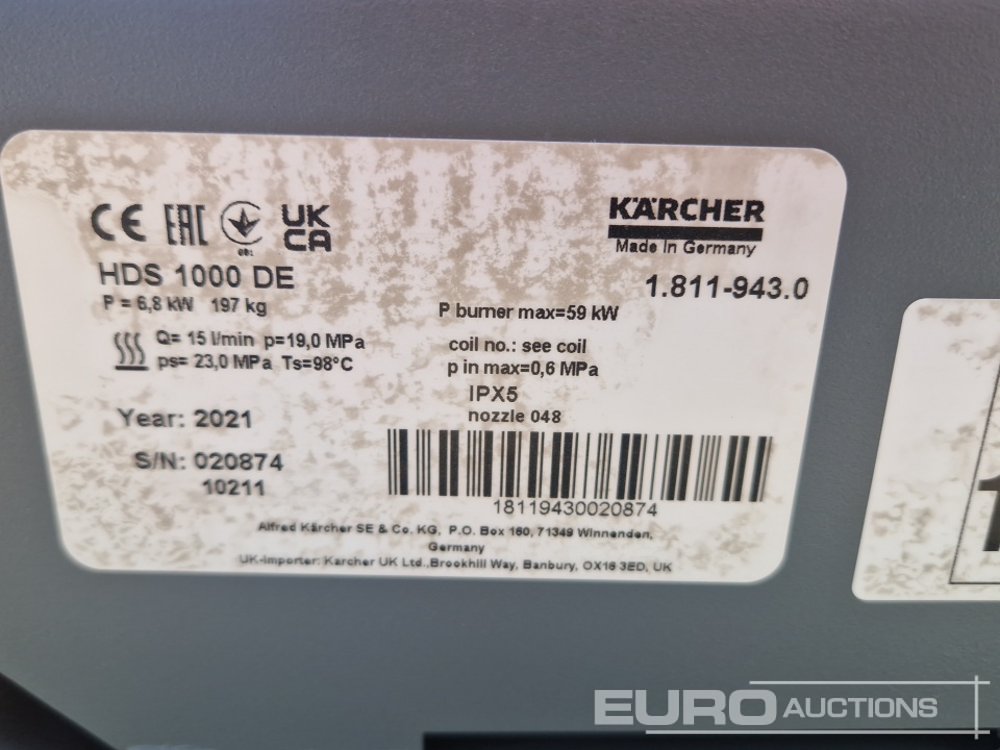 CE EAC UK
CA
KÄRCHER
Made in Germany
HDS 1000 DE
1.811-943.0
P = 6,8 kW 197 kg
P burner max=59 kW
Q= 15 l/min p=19,0 MPa
ps= 23,0 MPa Ts=98°C
coil no.: see coil
p in max=0,6 MPa
IPX5
nozzle 048
Year: 2021
S/N: 020874
10211
18119430020874
Alfred Kärcher SE & Co. KG, P.O. Box 160, 71349 Winnenden,
Germany
UK-Importer: Karcher UK Ltd.,Brookhill Way, Banbury, OX16 3ED, UK
EURO AUCTIONS